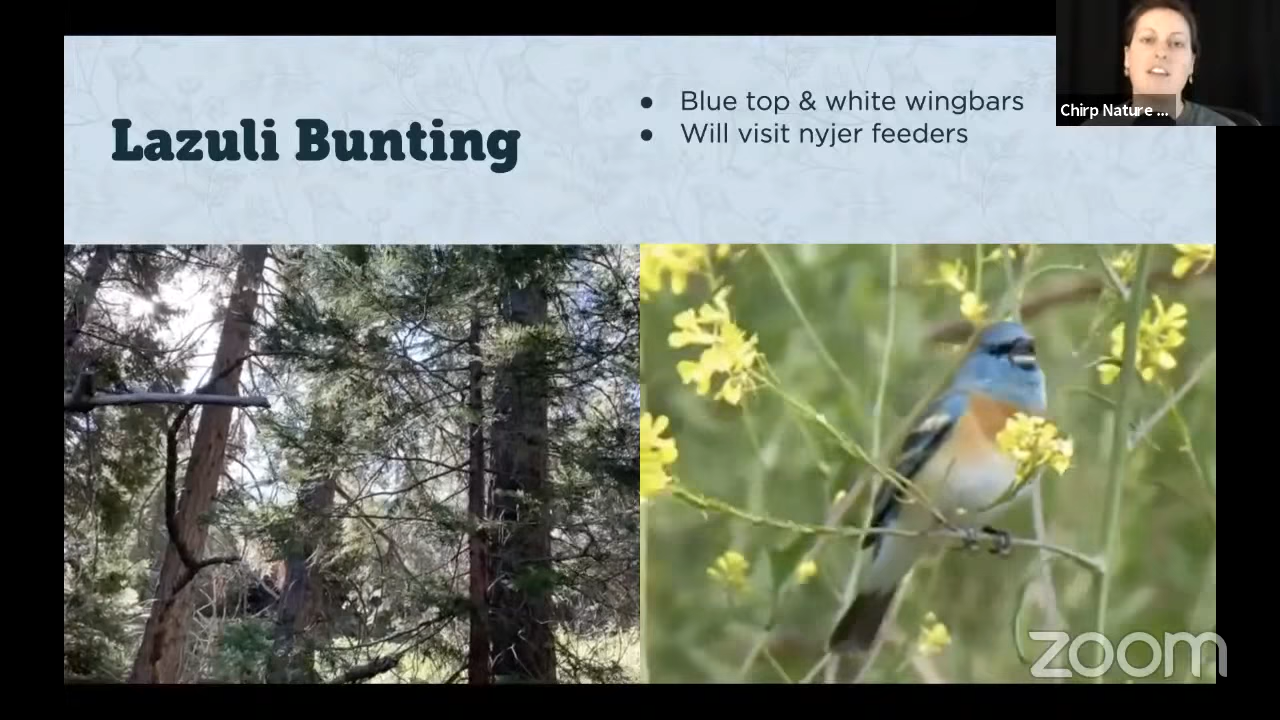 Lazuli Bunting
● Blue top & white wingbars
● Will visit nyjer feeders
Chirp Nature ...
zoom